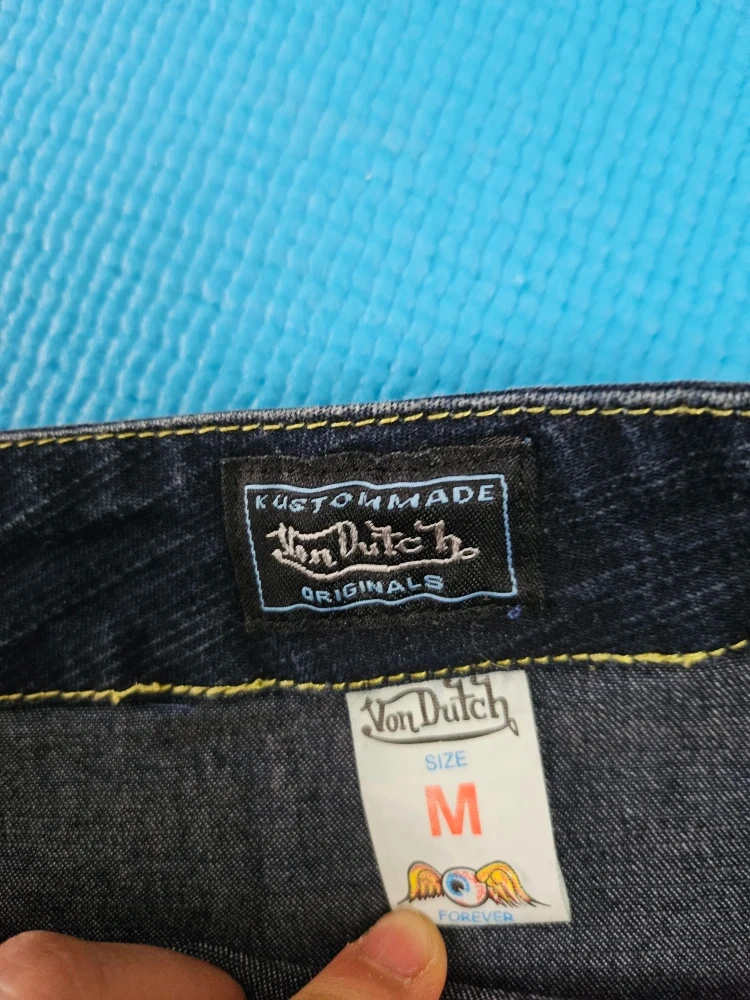 KUSTOMMADE
Von Dutch
ORIGINALS
Von Dutch
SIZE
M
FOREVER